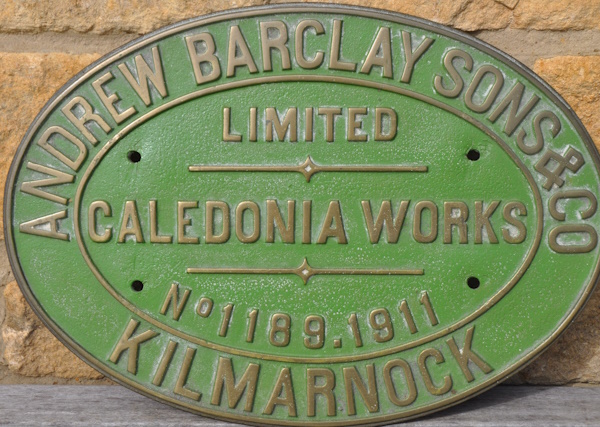 ANDREW BARCLAY SONS & CO
LIMITED
CALEDONIA WORKS
No 1189.1911
KILMARNOCK